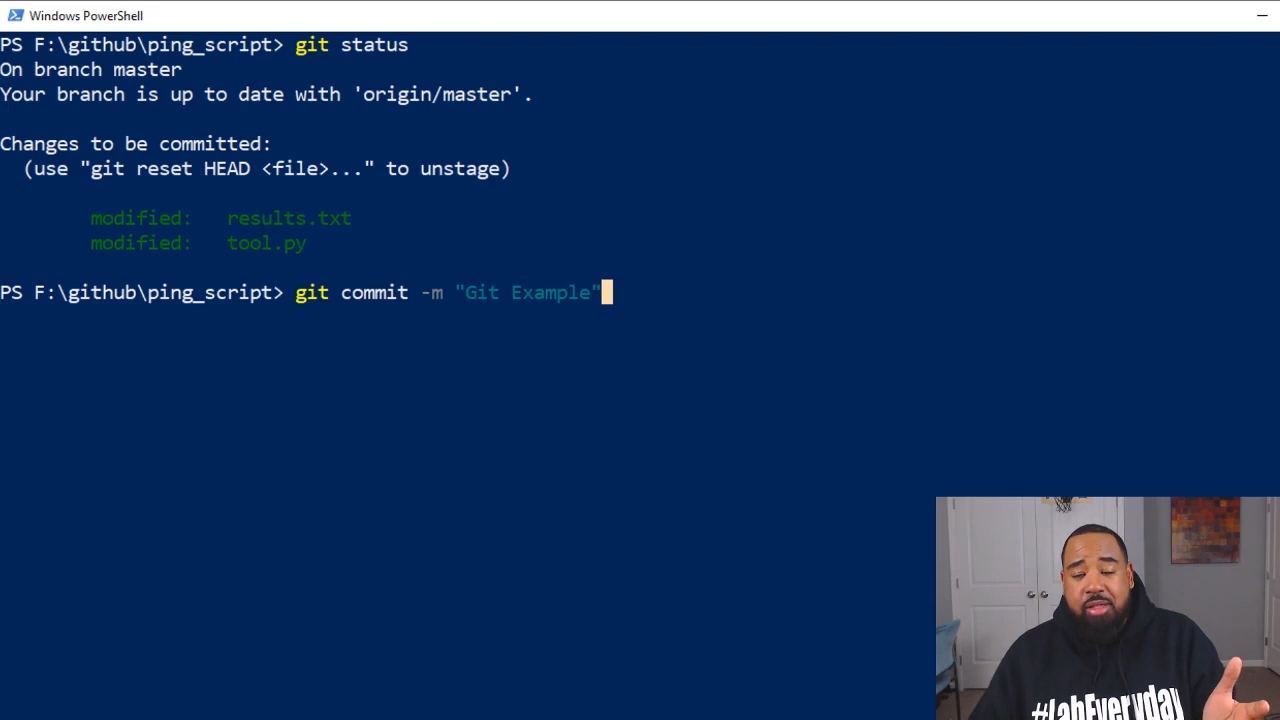 Windows PowerShell
PS F:\github\ping_script> git status
On branch master
Your branch is up to date with 'origin/master'.
Changes to be committed:
(use "git reset HEAD <file>..." to unstage)
modified: results.txt
modified: tool.py
PS F:\github\ping_script> git commit -m "Git Example"
#LabEveryday